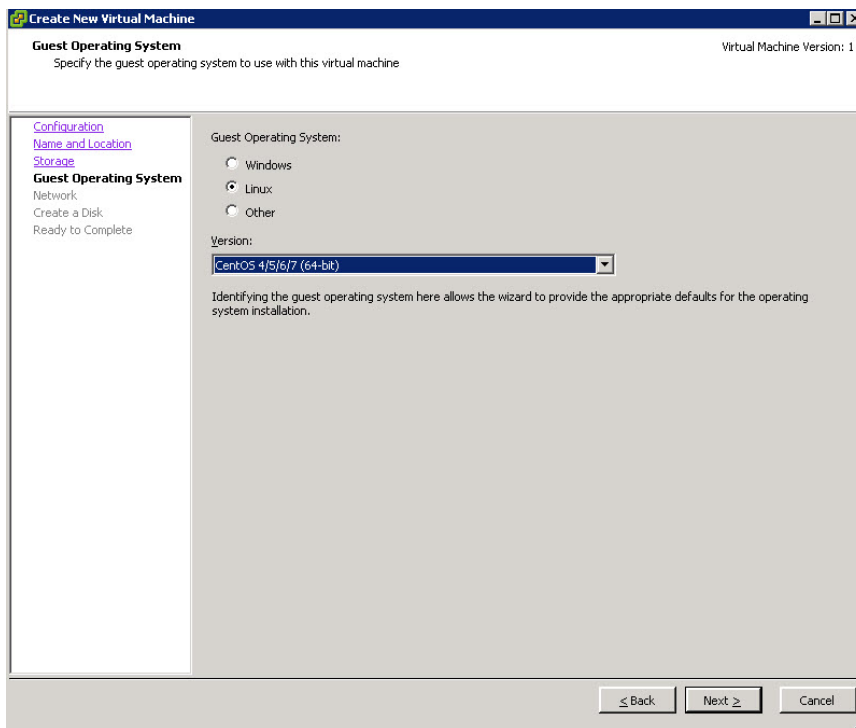 Create New Virtual Machine
Guest Operating System
Specify the guest operating system to use with this virtual machine
Virtual Machine Version: 1
Configuration
Name and Location
Storage
Guest Operating System
Network
Create a Disk
Ready to Complete
Guest Operating System:
Windows
Linux
Other
Version:
CentOS 4/5/6/7 (64-bit)
Identifying the guest operating system here allows the wizard to provide the appropriate defaults for the operating
system installation.
< Back
Next >
Cancel